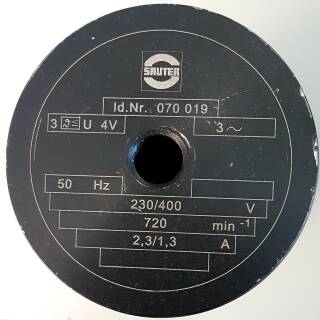 SAUTER
Id.Nr. 070 019
3 U 4V 3 ~
50 Hz
230/400 V
720 min -1
2,3/1,3 A